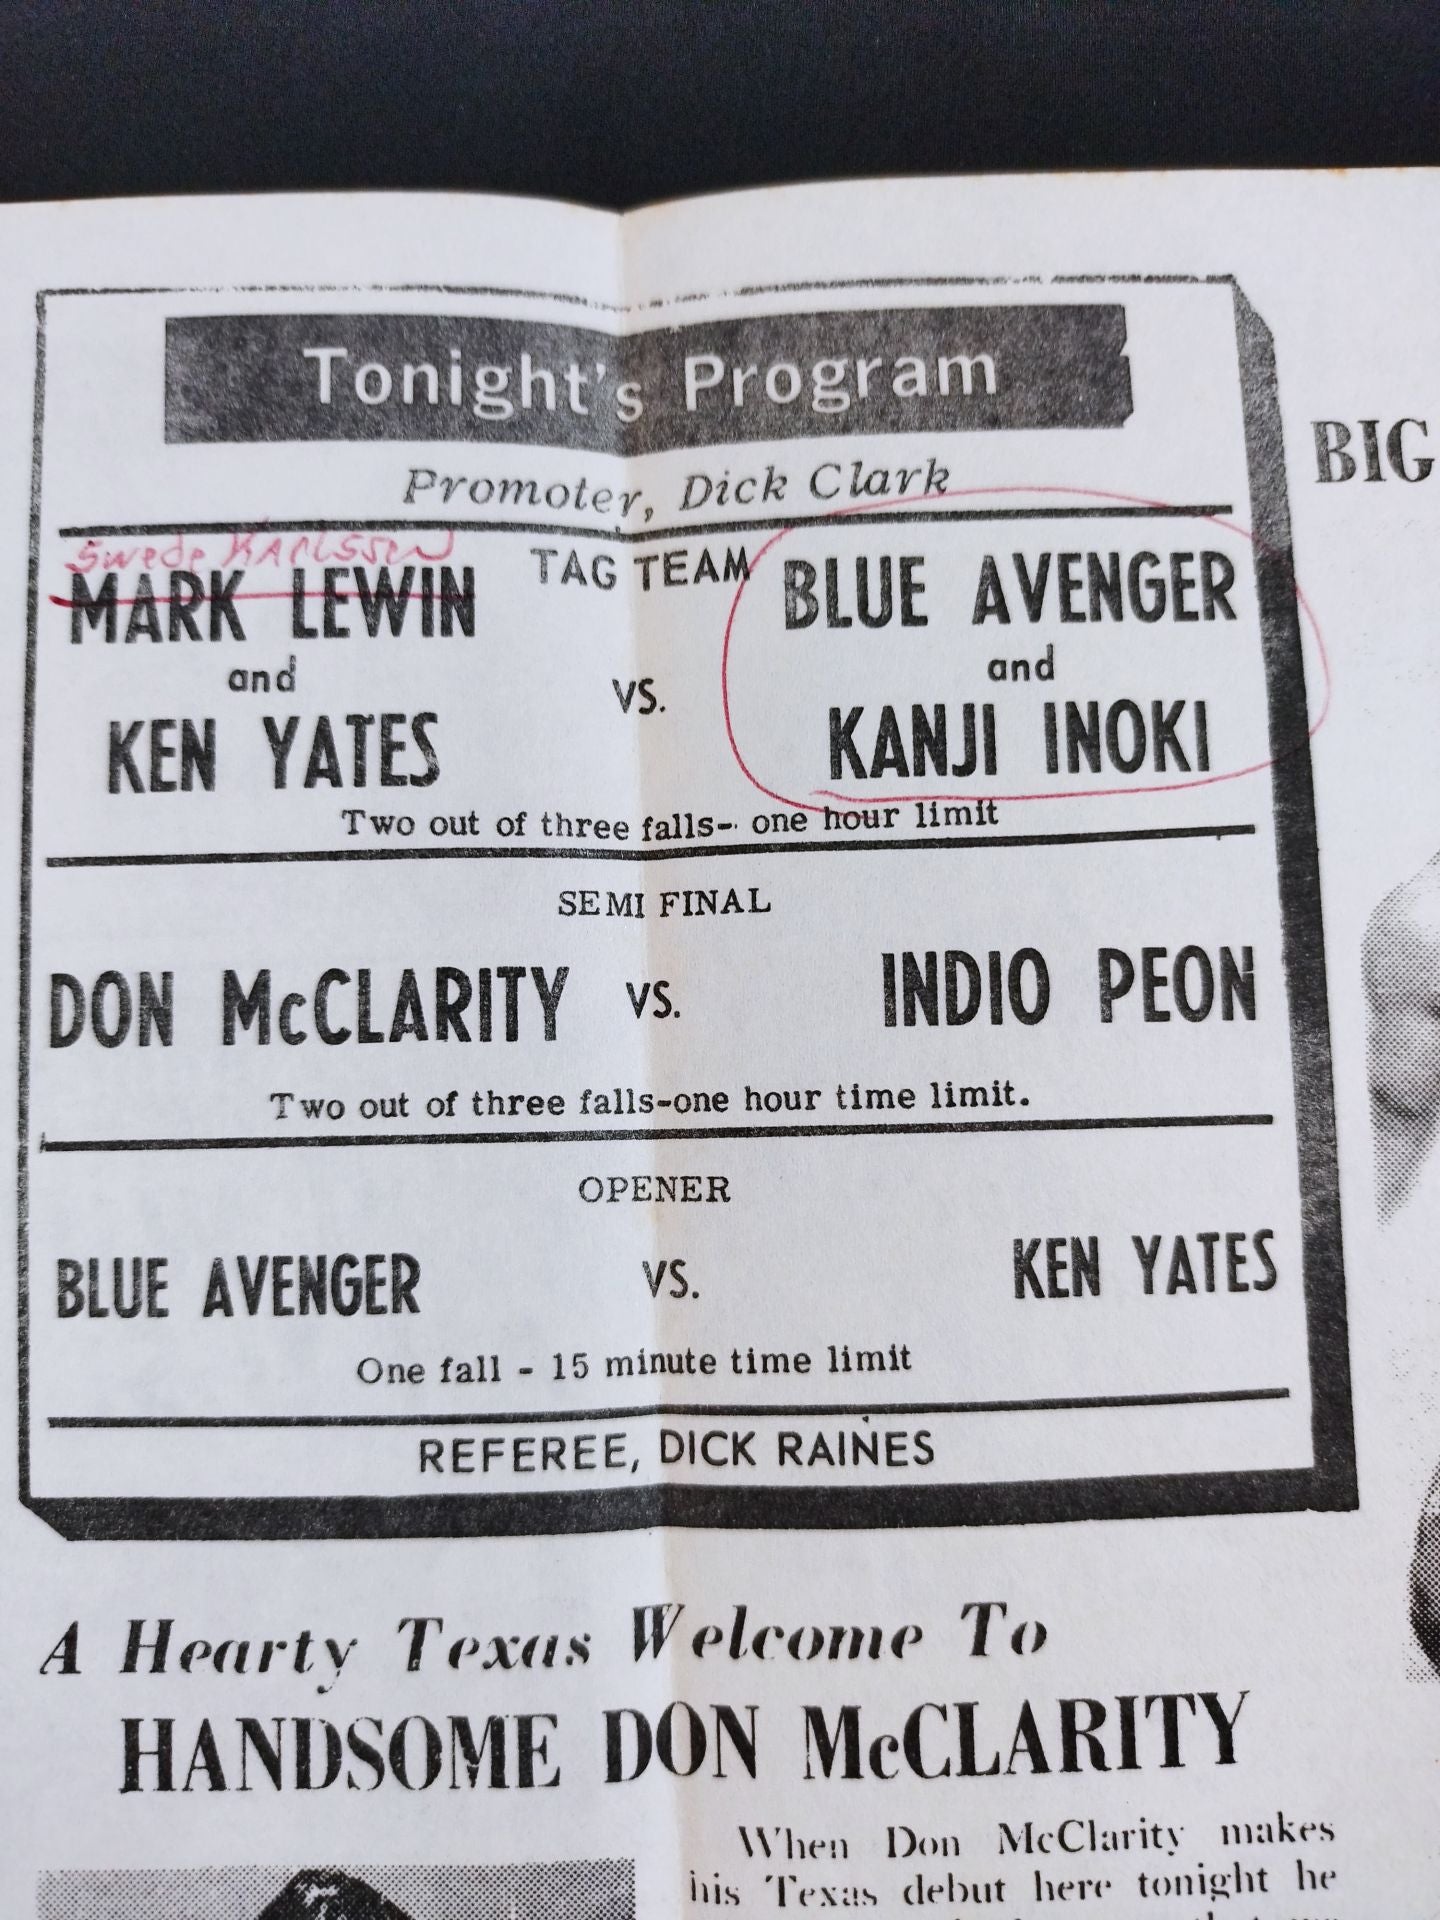 Tonight's Program
Promoter, Dick Clark
Swede Karlssen
MARK LEWIN
and
KEN YATES
TAG TEAM
VS.
BLUE AVENGER
and
KANJI INOKI
Two out of three falls- one hour limit
SEMI FINAL
DON McCLARITY VS. INDIO PEON
Two out of three falls-one hour time limit.
OPENER
BLUE AVENGER VS. KEN YATES
One fall - 15 minute time limit
REFEREE, DICK RAINES
A Hearty Texas Welcome To
HANDSOME DON McCLARITY
When Don McClarity makes
his Texas debut here tonight he
BIG